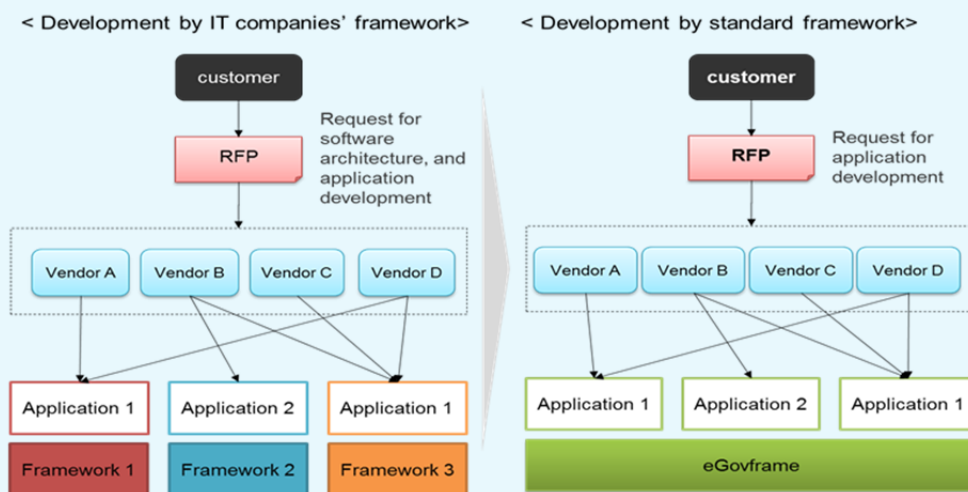 < Development by IT companies' framework>
customer
Request for
software
architecture, and
application
development
RFP
Vendor A
Vendor B
Vendor C
Vendor D
Application 1
Application 2
Application 1
Framework 1
Framework 2
Framework 3
< Development by standard framework>
customer
Request for
application
development
RFP
Vendor A
Vendor B
Vendor C
Vendor D
Application 1
Application 2
Application 1
eGovframe